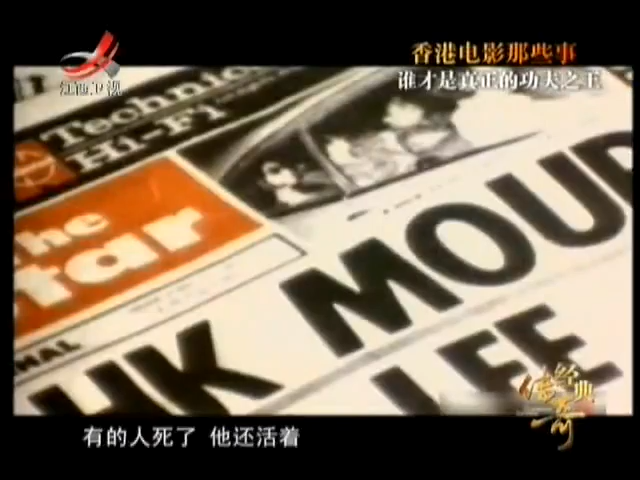 江西卫视
香港电影那些事
谁才是真正的功夫之王
Technic
Hi-Fi
The
Star
HK MOUR
LEE
经典
传奇
有的人死了 他还活着